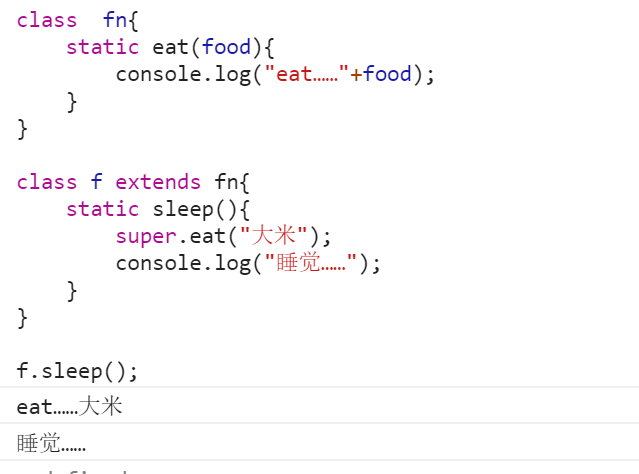 class  fn{
    static eat(food){
        console.log("eat……"+food);
    }
}

class f extends fn{
    static sleep(){
        super.eat("大米");
        console.log("睡觉……");
    }
}

f.sleep();
eat……大米
睡觉……